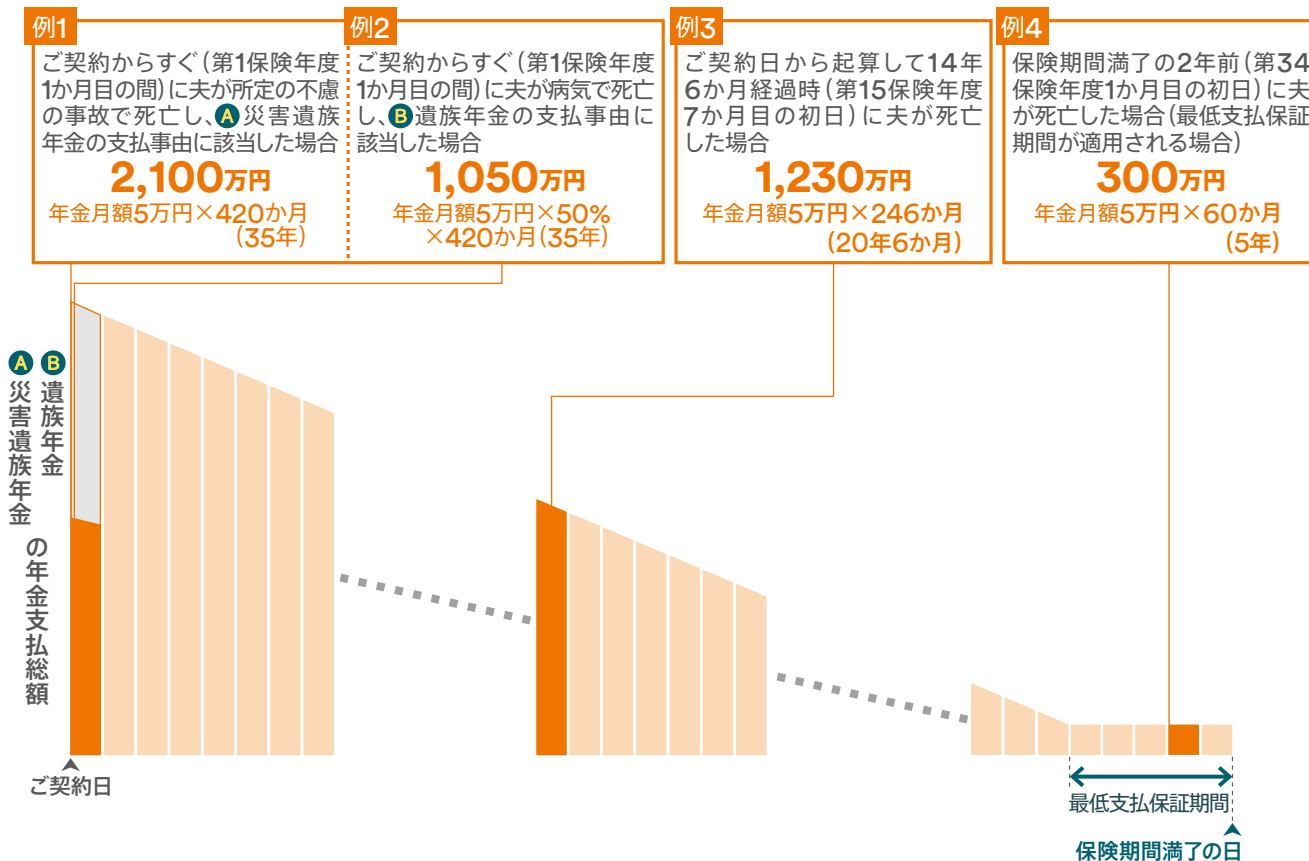 例1
ご契約からすぐ(第1保険年度
1か月目の間)に夫が所定の不慮
の事故で死亡し、A災害遺族
年金の支払事由に該当した場合
2,100万円
年金月額5万円×420か月
(35年)
例2
ご契約からすぐ(第1保険年度
1か月目の間)に夫が病気で死亡
し、B遺族年金の支払事由に
該当した場合
1,050万円
年金月額5万円×50%
×420か月(35年)
例3
ご契約日から起算して14年
6か月経過時(第15保険年度
7か月目の初日)に夫が死亡
した場合
1,230万円
年金月額5万円×246か月
(20年6か月)
例4
保険期間満了の2年前(第34
保険年度1か月目の初日)に夫
が死亡した場合(最低支払保証
期間が適用される場合)
300万円
年金月額5万円×60か月
(5年)
B遺族年金
A災害遺族年金
の年金支払総額
ご契約日
最低支払保証期間
保険期間満了の日